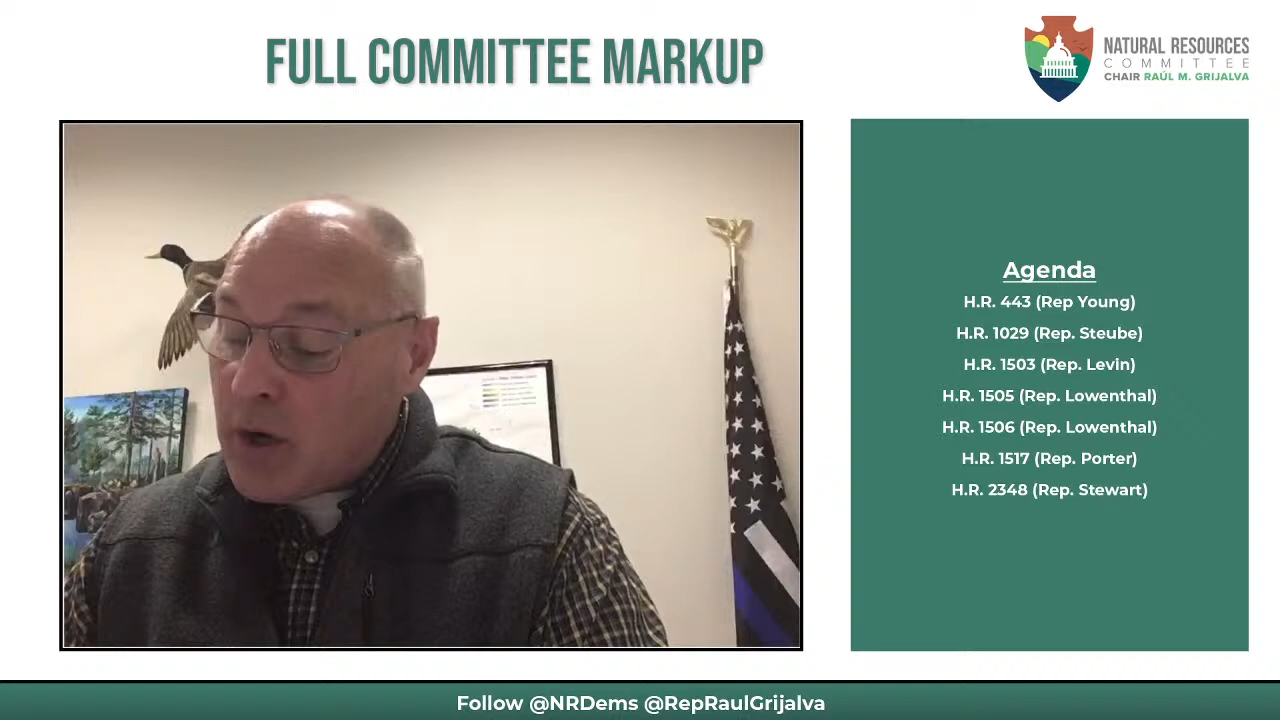 FULL COMMITTEE MARKUP
NATURAL RESOURCES
COMMITTEE
CHAIR RAÚL M. GRIJALVA
Agenda
H.R. 443 (Rep Young)
H.R. 1029 (Rep. Steube)
H.R. 1503 (Rep. Levin)
H.R. 1505 (Rep. Lowenthal)
H.R. 1506 (Rep. Lowenthal)
H.R. 1517 (Rep. Porter)
H.R. 2348 (Rep. Stewart)
Follow @NRDems @RepRaulGrijalva